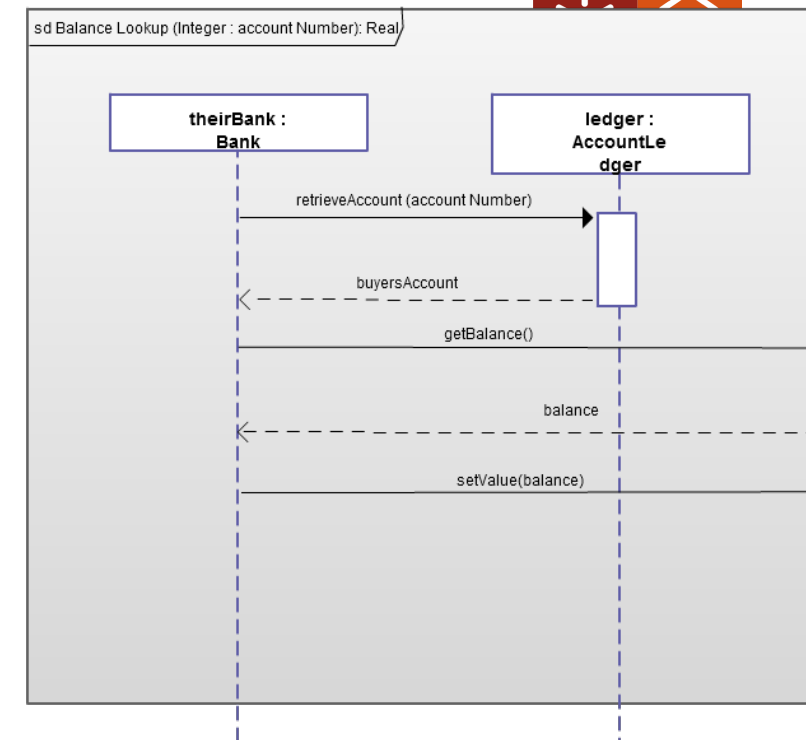 sd Balance Lookup (Integer : account Number): Real
theirBank :
Bank
ledger :
AccountLe
dger
retrieveAccount (account Number)
buyersAccount
getBalance()
balance
setValue(balance)